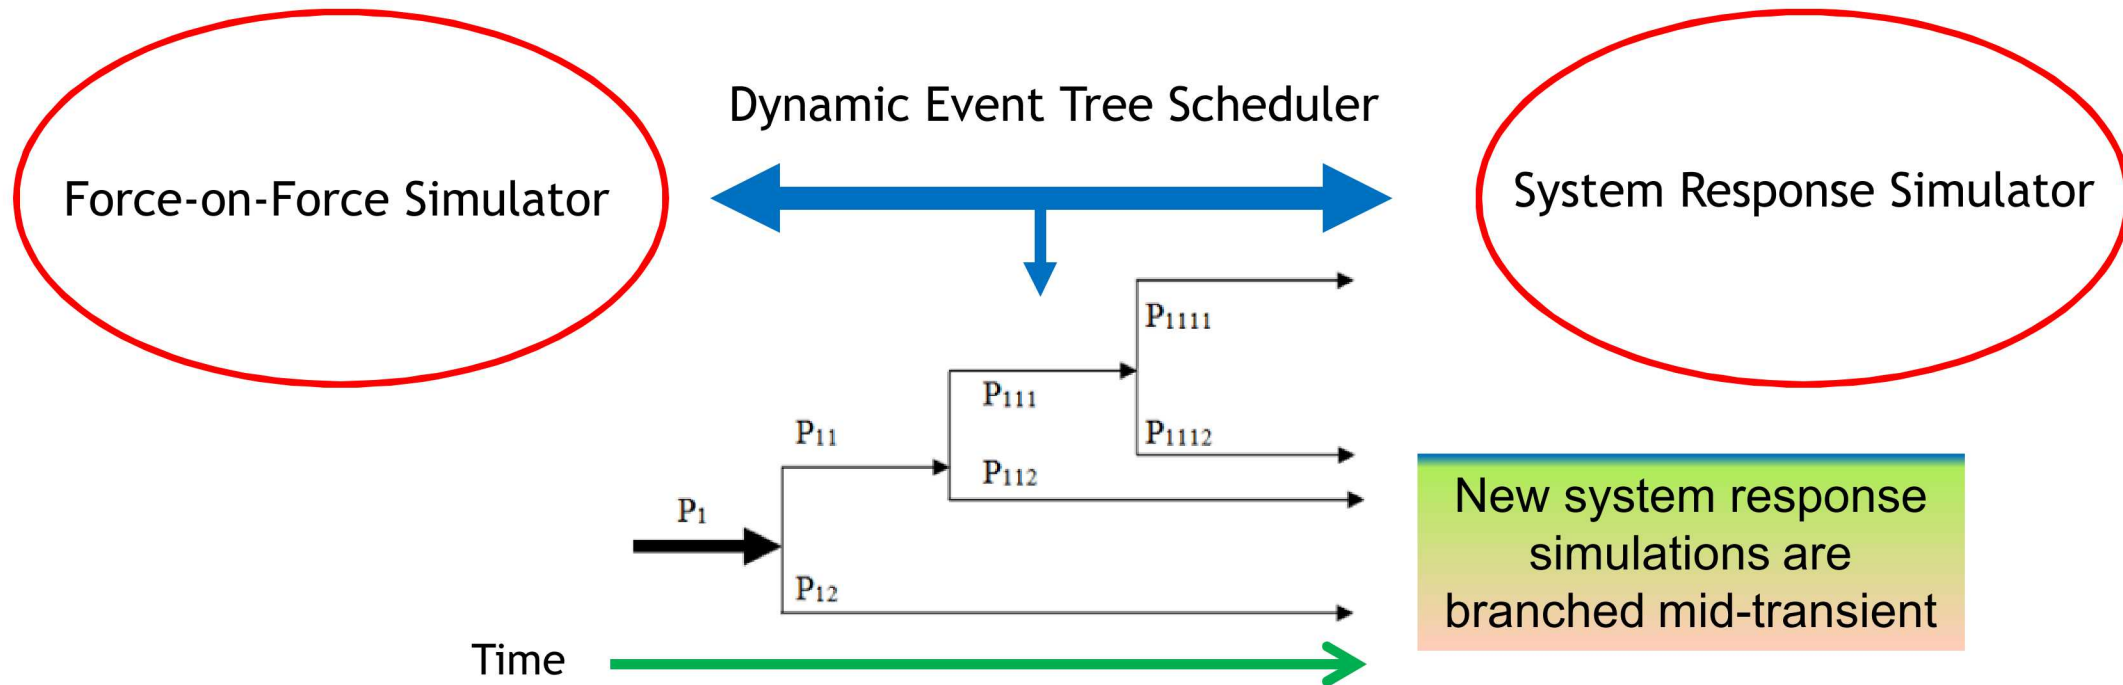 Dynamic Event Tree Scheduler
Force-on-Force Simulator
System Response Simulator
P₁₁₁₁
P₁₁₁
P₁₁
P₁₁₁₂
P₁₁₂
P₁
P₁₂
New system response
simulations are
branched mid-transient
Time